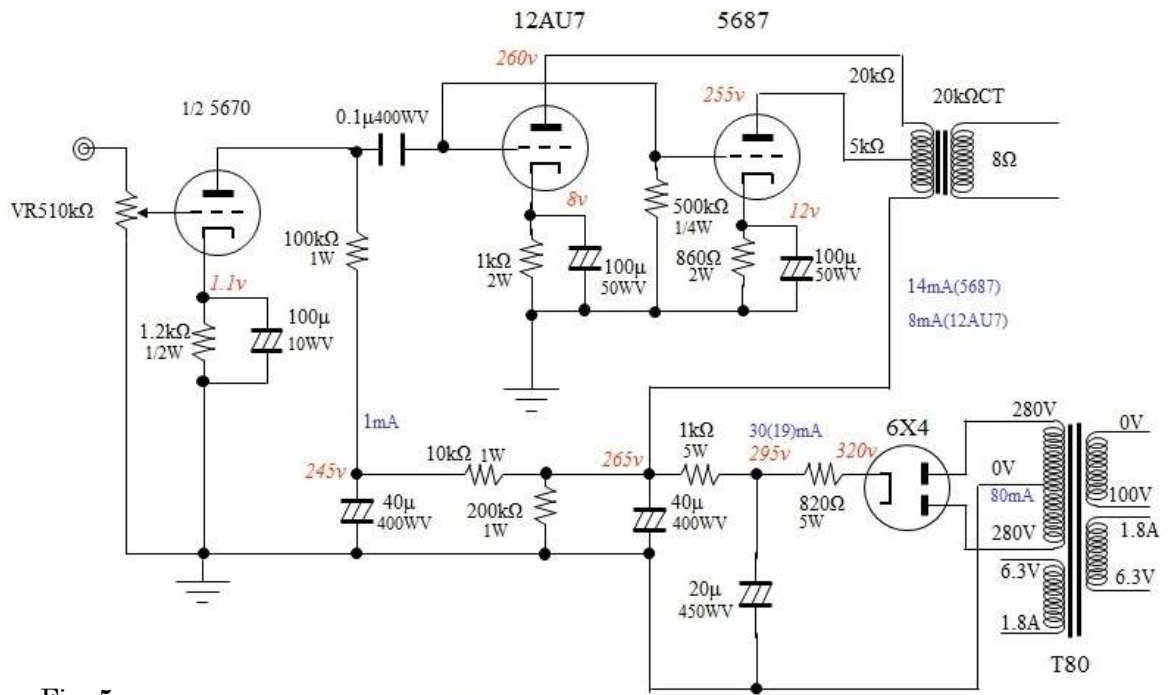 12AU7
5687
260v
20kΩ
255v
20kΩCT
1/2 5670
0.1μ400WV
5kΩ
8Ω
VR510kΩ
8v
500kΩ
1/4W
12v
100kΩ
1W
1kΩ
2W
100μ
50WV
860Ω
2W
100μ
50WV
1.1v
14mA(5687)
8mA(12AU7)
1.2kΩ
1/2W
100μ
10WV
1mA
280V
0V
6X4
1kΩ
5W
30(19)mA
10kΩ 1W
245v
265v
295v
320v
0V
80mA
100V
40μ
400WV
200kΩ
1W
40μ
400WV
820Ω
5W
280V
1.8A
6.3V
6.3V
20μ
450WV
1.8A
T80